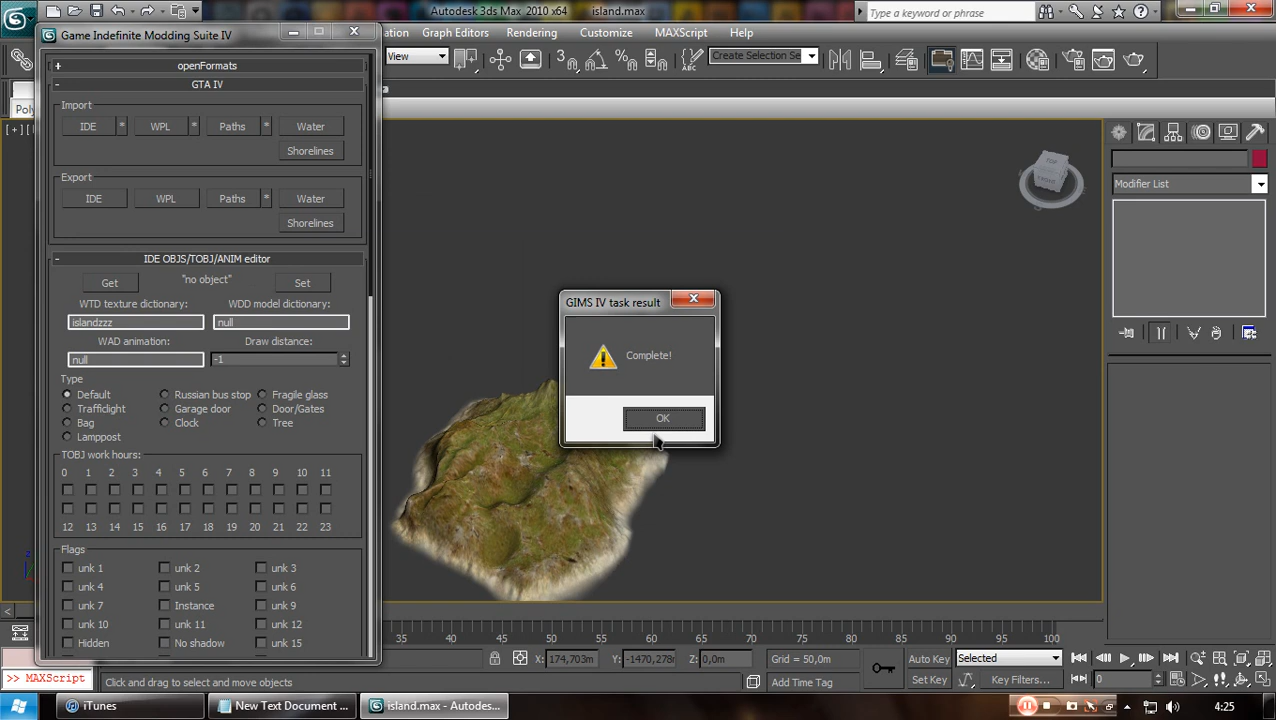 Autodesk 3ds Max 2010 x64 island.max
Type a keyword or phrase
Game Indefinite Modding Suite IV
Graph Editors Rendering Customize MAXScript Help
View
Create Selection Se
openFormats
GTA IV
Import
IDE * WPL * Paths * Water
Shorelines
Export
IDE WPL Paths * Water
Shorelines
IDE OBJS/TOBJ/ANIM editor
Get "no object" Set
WTD texture dictionary: WDD model dictionary:
islandzzz null
WAD animation: Draw distance:
null -1
Type
Default Russian bus stop Fragile glass
Trafficlight Garage door Door/Gates
Bag Clock Tree
Lamppost
TOBJ work hours:
0 1 2 3 4 5 6 7 8 9 10 11
12 13 14 15 16 17 18 19 20 21 22 23
Flags
unk 1 unk 2 unk 3
unk 4 unk 5 unk 6
unk 7 Instance unk 9
unk 10 unk 11 unk 12
Hidden No shadow unk 15
GIMS IV task result
Complete!
OK
TOP
Modifier List
35 40 45 50 55 60 65 70 75 80 85 90 95 100
X: 174,703m Y: -1470,278m Z: 0,0m Grid = 50,0m Auto Key Selected
>> MAXScript Click and drag to select and move objects Add Time Tag Set Key Key Filters... 0
iTunes New Text Document ... island.max - Autodes... 4:25